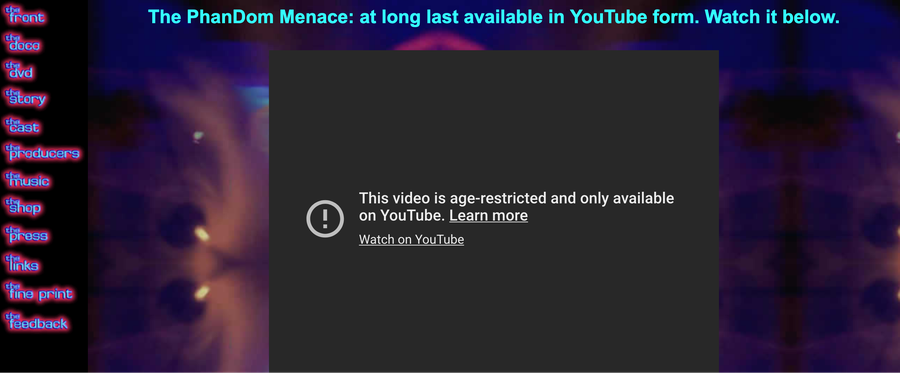 The PhanDom Menace: at long last available in YouTube form. Watch it below.
the front
the doco
the dvd
the story
the cast
the producers
the music
the shop
the press
the links
the fine print
the feedback
This video is age-restricted and only available
on YouTube. Learn more
Watch on YouTube